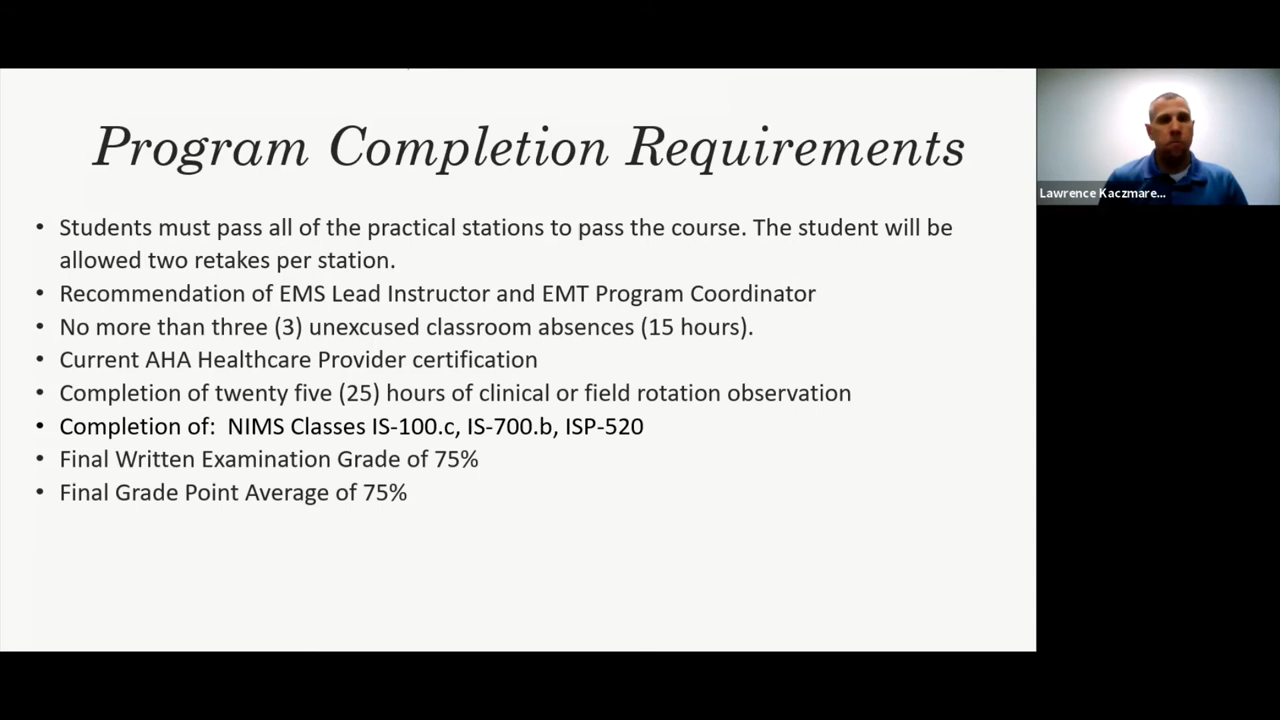 Program Completion Requirements
• Students must pass all of the practical stations to pass the course. The student will be
allowed two retakes per station.
• Recommendation of EMS Lead Instructor and EMT Program Coordinator
• No more than three (3) unexcused classroom absences (15 hours).
• Current AHA Healthcare Provider certification
• Completion of twenty five (25) hours of clinical or field rotation observation
• Completion of:  NIMS Classes IS-100.c, IS-700.b, ISP-520
• Final Written Examination Grade of 75%
• Final Grade Point Average of 75%
Lawrence Kaczmare...